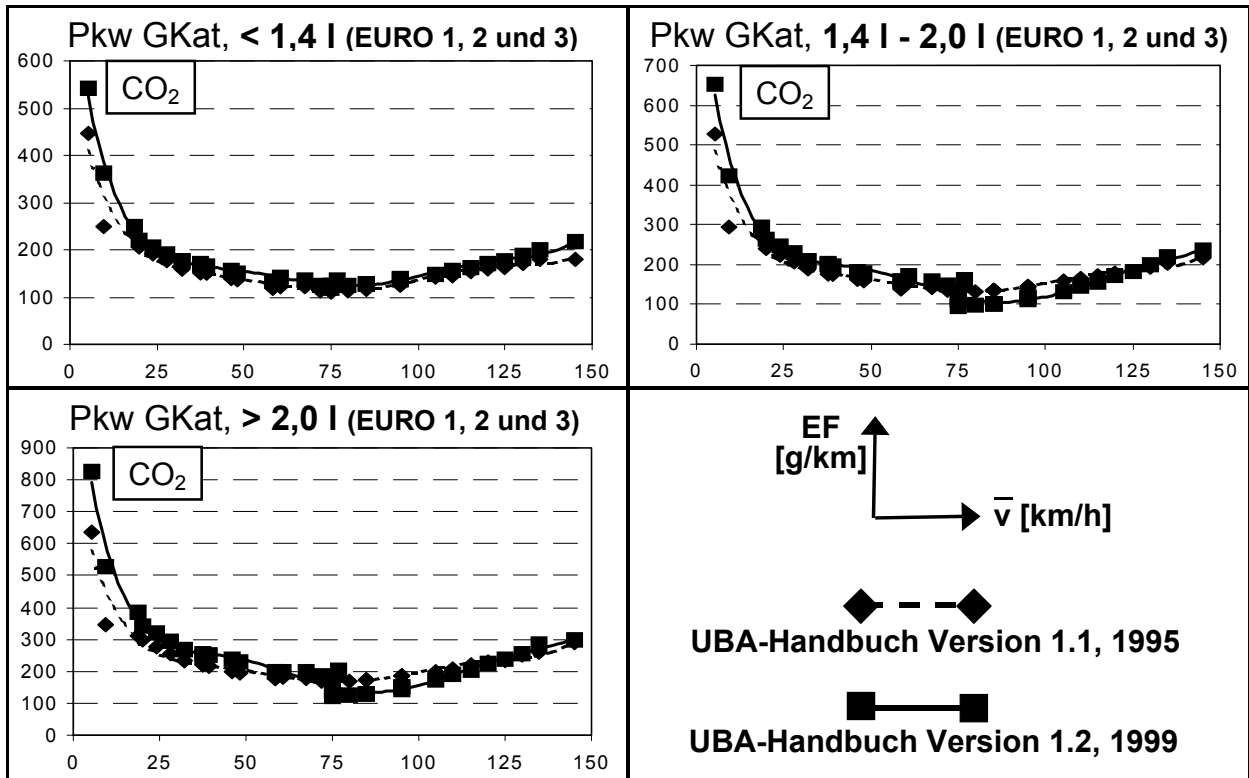 Pkw GKat, < 1,4 l (EURO 1, 2 und 3)
CO2
600
500
400
300
200
100
0
0 25 50 75 100 125 150
Pkw GKat, 1,4 l - 2,0 l (EURO 1, 2 und 3)
CO2
700
600
500
400
300
200
100
0
0 25 50 75 100 125 150
Pkw GKat, > 2,0 l (EURO 1, 2 und 3)
CO2
900
800
700
600
500
400
300
200
100
0
0 25 50 75 100 125 150
EF
[g/km]
v̅ [km/h]
UBA-Handbuch Version 1.1, 1995
UBA-Handbuch Version 1.2, 1999